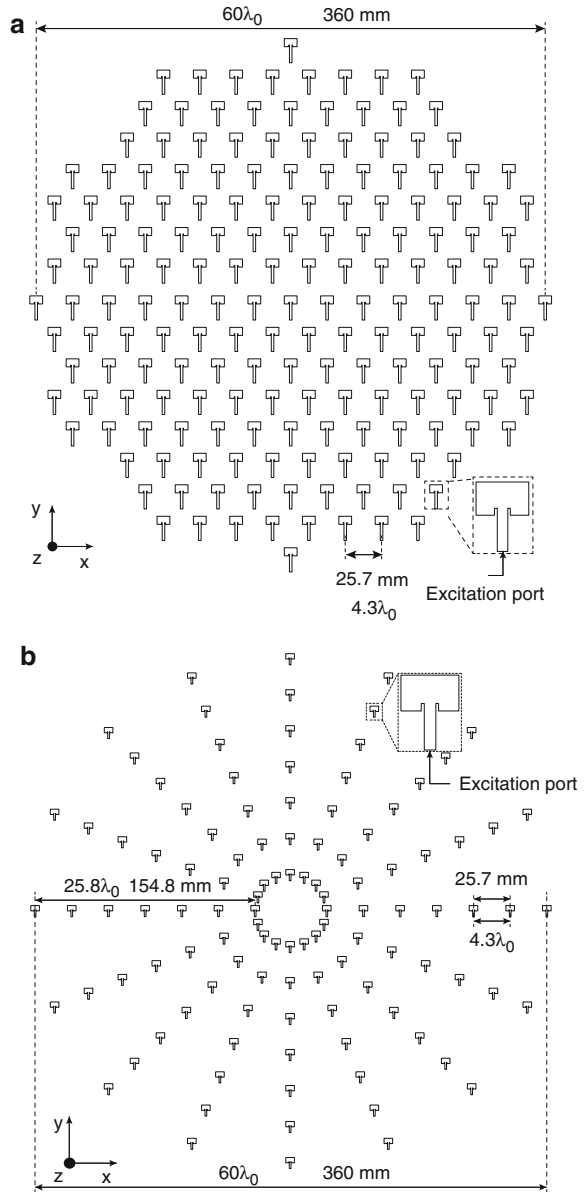 a
60λ0 360 mm
y
z x
25.7 mm
4.3λ0
Excitation port
b
Excitation port
25.8λ0 154.8 mm
25.7 mm
4.3λ0
y
z x
60λ0 360 mm